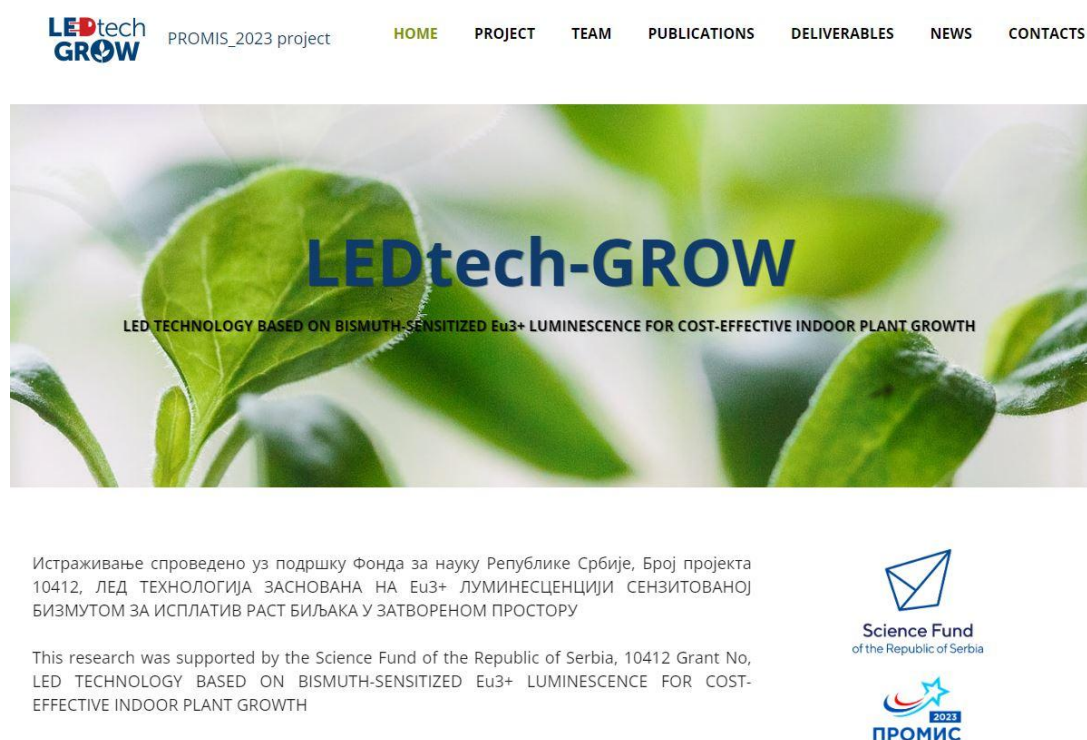 LEDtech
GROW
PROMIS_2023 project
HOME PROJECT TEAM PUBLICATIONS DELIVERABLES NEWS CONTACTS
LEDtech-GROW
LED TECHNOLOGY BASED ON BISMUTH-SENSITIZED Eu3+ LUMINESCENCE FOR COST-EFFECTIVE INDOOR PLANT GROWTH
Истраживање спроведено уз подршку Фонда за науку Републике Србије, Број пројекта
10412, ЛЕД ТЕХНОЛОГИЈА ЗАСНОВАНА НА Eu3+ ЛУМИНЕСЦЕНЦИЈИ СЕНЗИТОВАНОЈ
БИЗМУТОМ ЗА ИСПЛАТИВ РАСТ БИЉАКА У ЗАТВОРЕНОМ ПРОСТОРУ
This research was supported by the Science Fund of the Republic of Serbia, 10412 Grant No,
LED TECHNOLOGY BASED ON BISMUTH-SENSITIZED Eu3+ LUMINESCENCE FOR COST-
EFFECTIVE INDOOR PLANT GROWTH
Science Fund
of the Republic of Serbia
2023
ПРОМИС